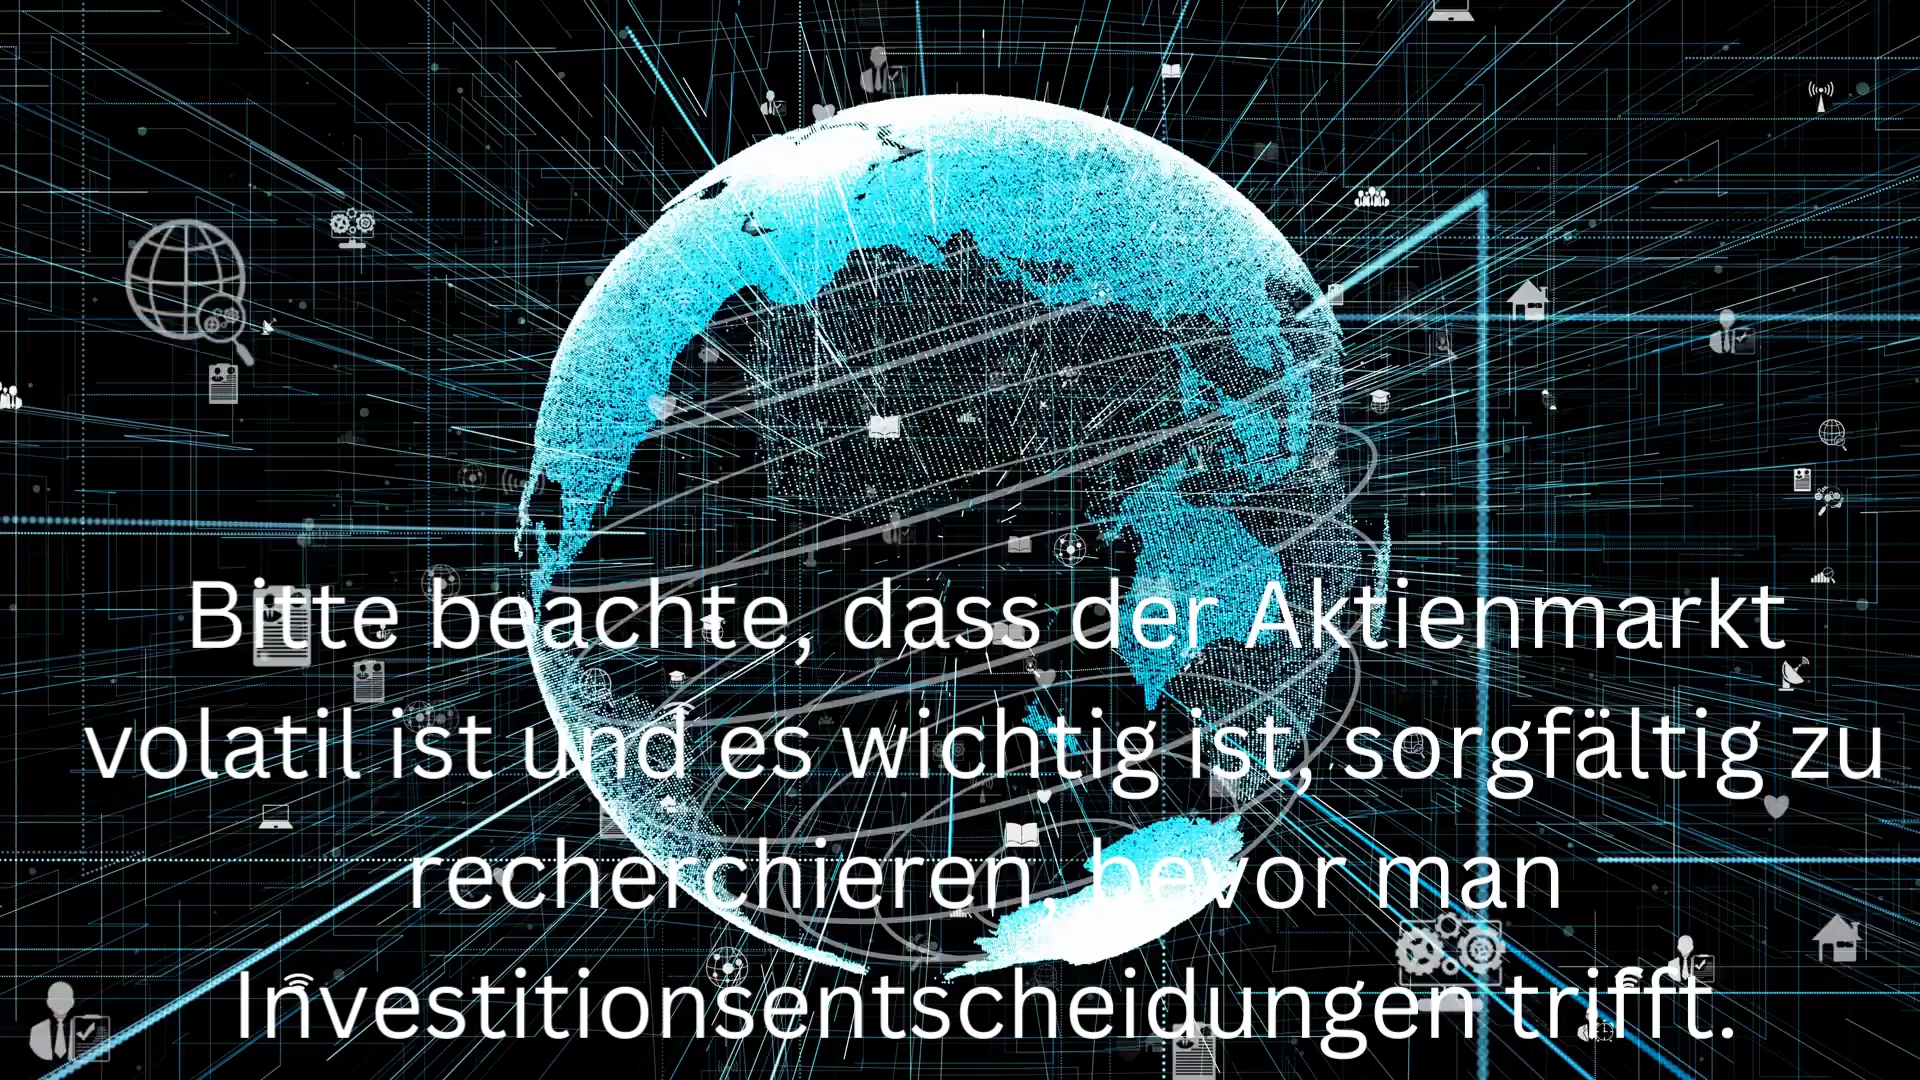 Bitte beachte, dass der Aktienmarkt
volatil ist und es wichtig ist, sorgfältig zu
recherchieren, bevor man
Investitionsentscheidungen trifft.